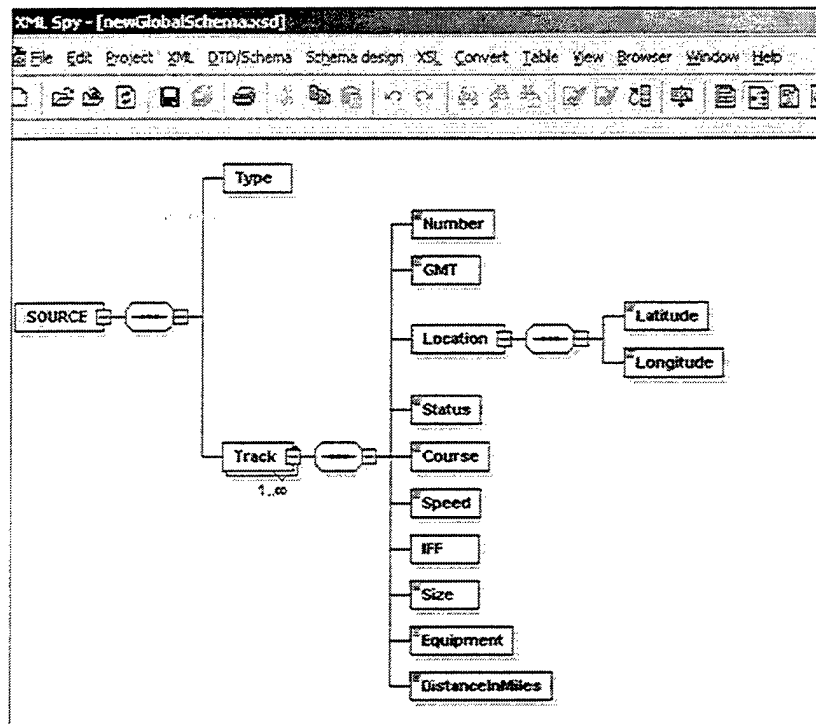 XML Spy - [newGlobalSchema.xsd]
File Edit Project XML DTD/Schema Schema design XSL Convert Table View Browser Window Help
Type
Number
GMT
SOURCE
Location
Latitude
Longitude
Status
Track
Course
1..∞
Speed
IFF
Size
Equipment
DistanceInMiles